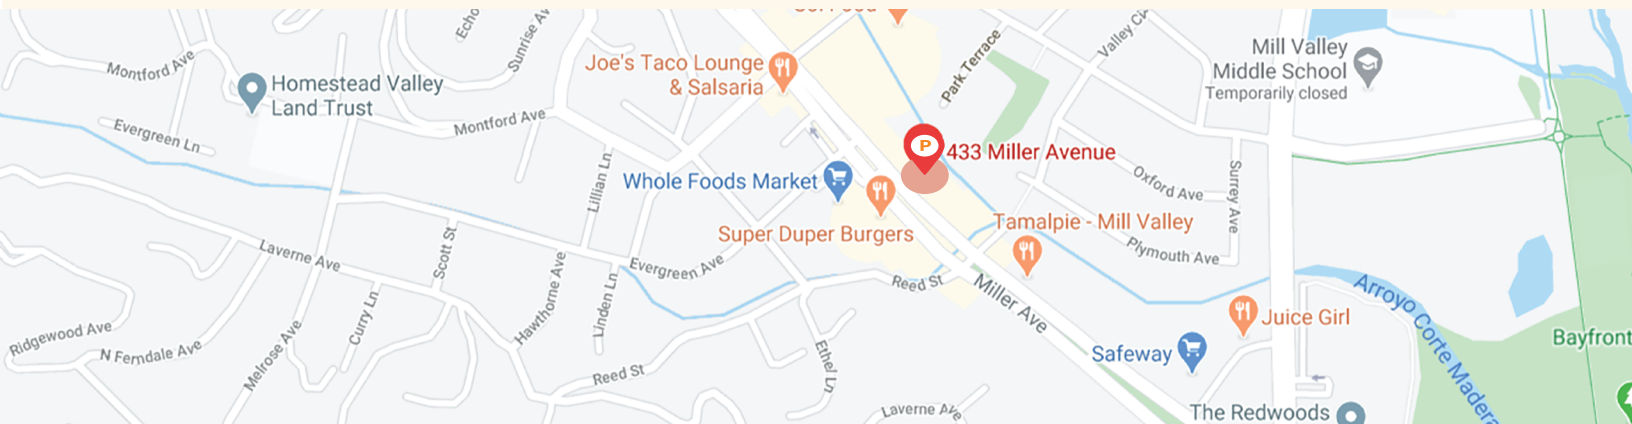 Echo
Sunrise Av
Montford Ave
Homestead Valley
Land Trust
Evergreen Ln
Montford Ave
Joe's Taco Lounge
& Salsaria
Park Terrace
Valley Ci
Mill Valley
Middle School
Temporarily closed
P
433 Miller Avenue
Whole Foods Market
Super Duper Burgers
Lillian Ln
Oxford Ave
Surrey Ave
Tamalpie - Mill Valley
Plymouth Ave
Laverne Ave
Scott St
Hawthorne Ave
Evergreen Ave
Linden Ln
Curry Ln
Reed St
Miller Ave
Ridgewood Ave
N Ferndale Ave
Melrose Ave
Reed St
Ethel Ln
Laverne Ave
Juice Girl
Safeway
The Redwoods
Arroyo Corte Madera
Bayfront